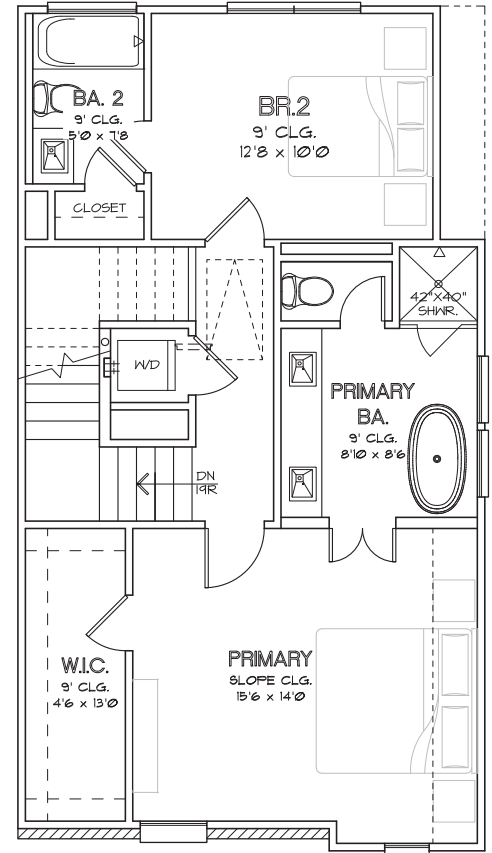 BA. 2
9' CLG.
5'0 x 7'8
BR.2
9' CLG.
12'8 x 10'0
CLOSET
42"X40"
SHWR.
W/D
PRIMARY
BA.
9' CLG.
8'10 x 8'6
DN
19R
W.I.C.
9' CLG.
4'6 x 13'0
PRIMARY
SLOPE CLG.
15'6 x 14'0